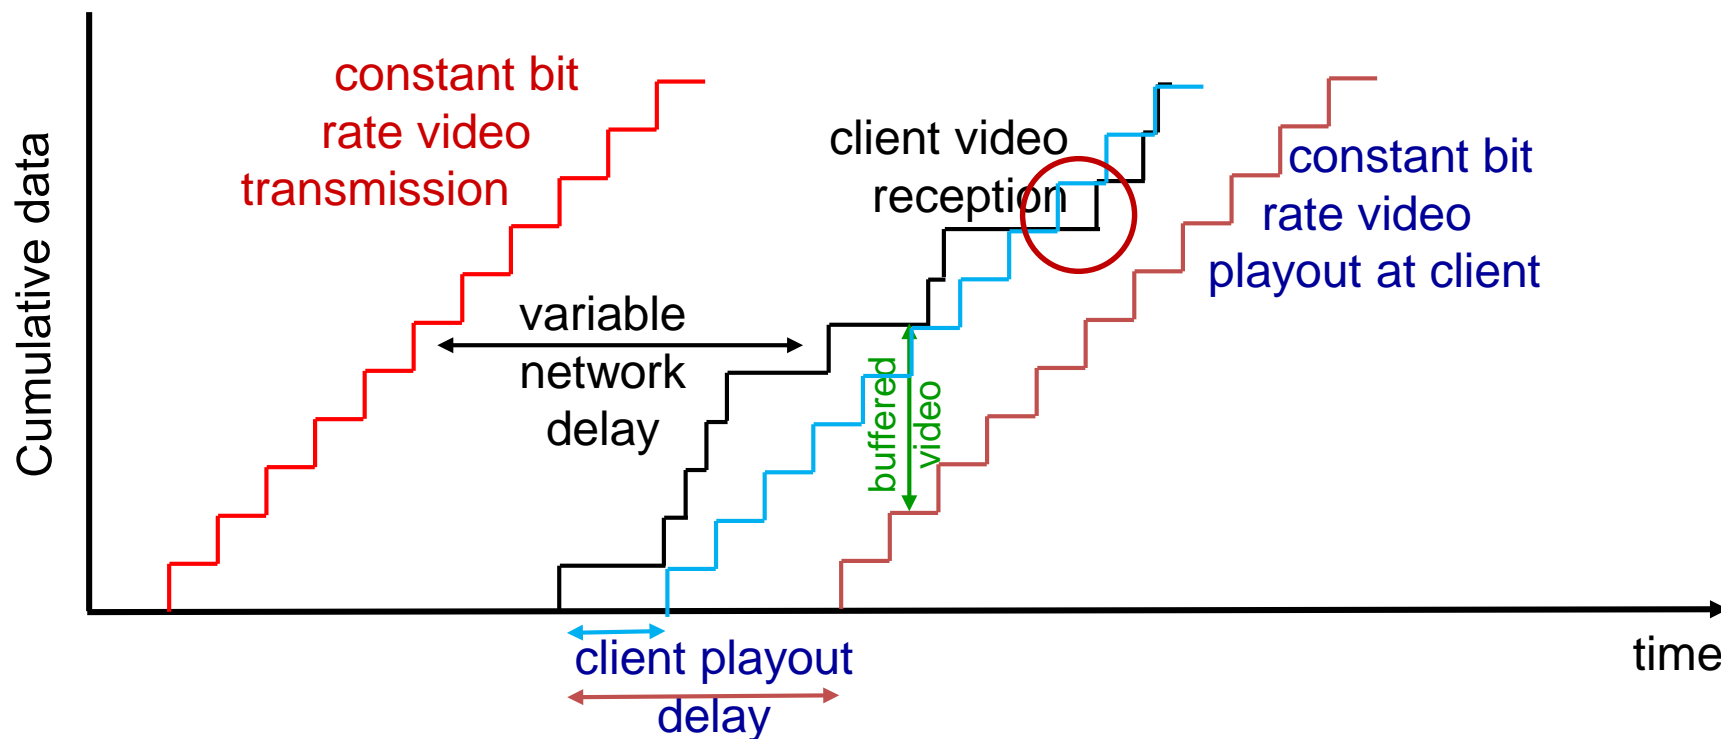 constant bit
rate video
transmission
client video
reception
constant bit
rate video
playout at client
Cumulative data
variable
network
delay
buffered
video
client playout
delay
time